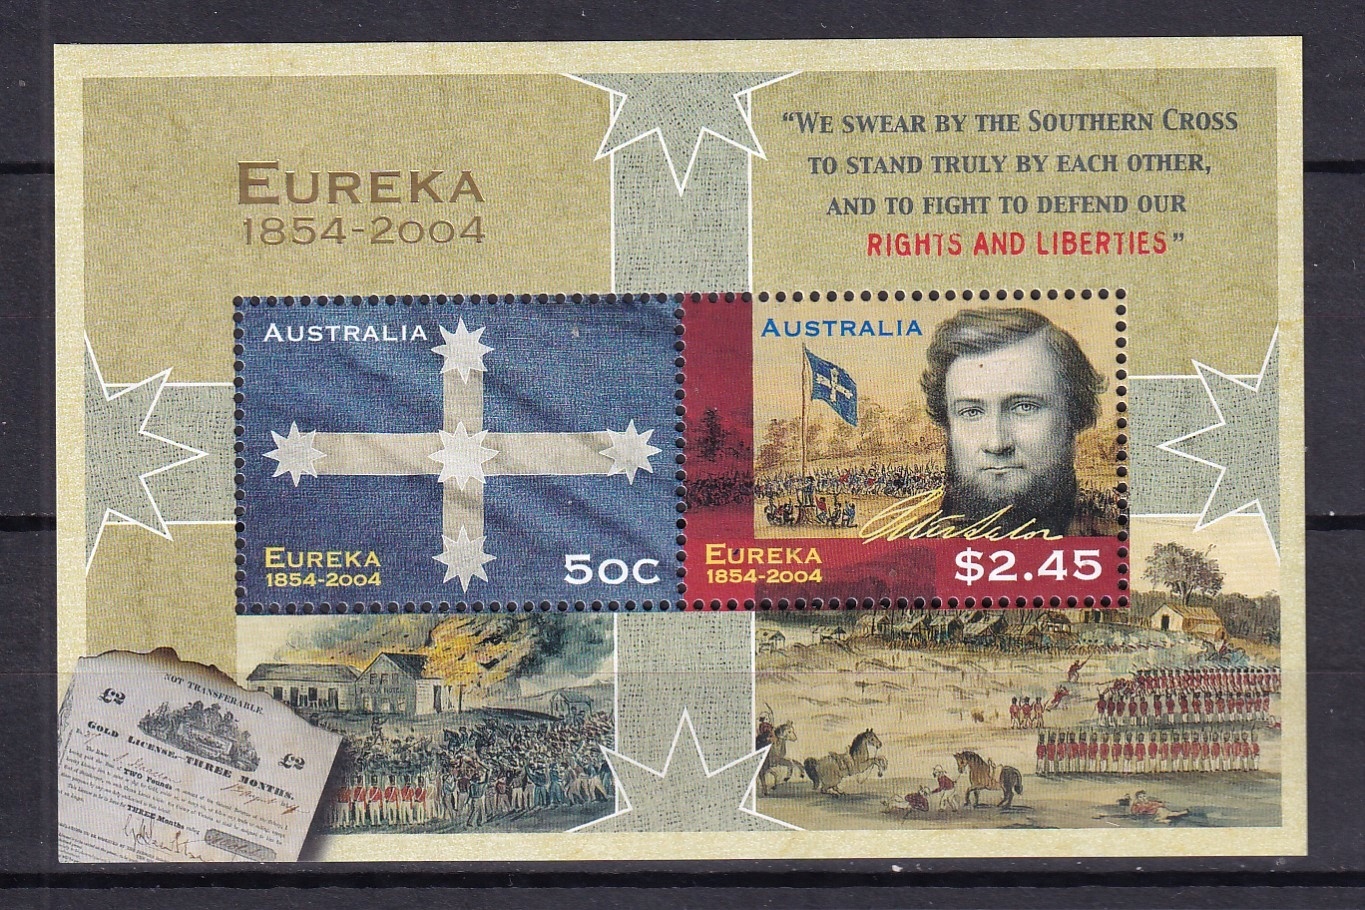 EUREKA
1854-2004
“WE SWEAR BY THE SOUTHERN CROSS
TO STAND TRULY BY EACH OTHER,
AND TO FIGHT TO DEFEND OUR
RIGHTS AND LIBERTIES”
AUSTRALIA
EUREKA
1854-2004
50C
AUSTRALIA
EUREKA
1854-2004
$2.45
NOT TRANSFERABLE.
£2
£2
GOLD LICENSE–THREE MONTHS.
TWO Pounds
THREE Months